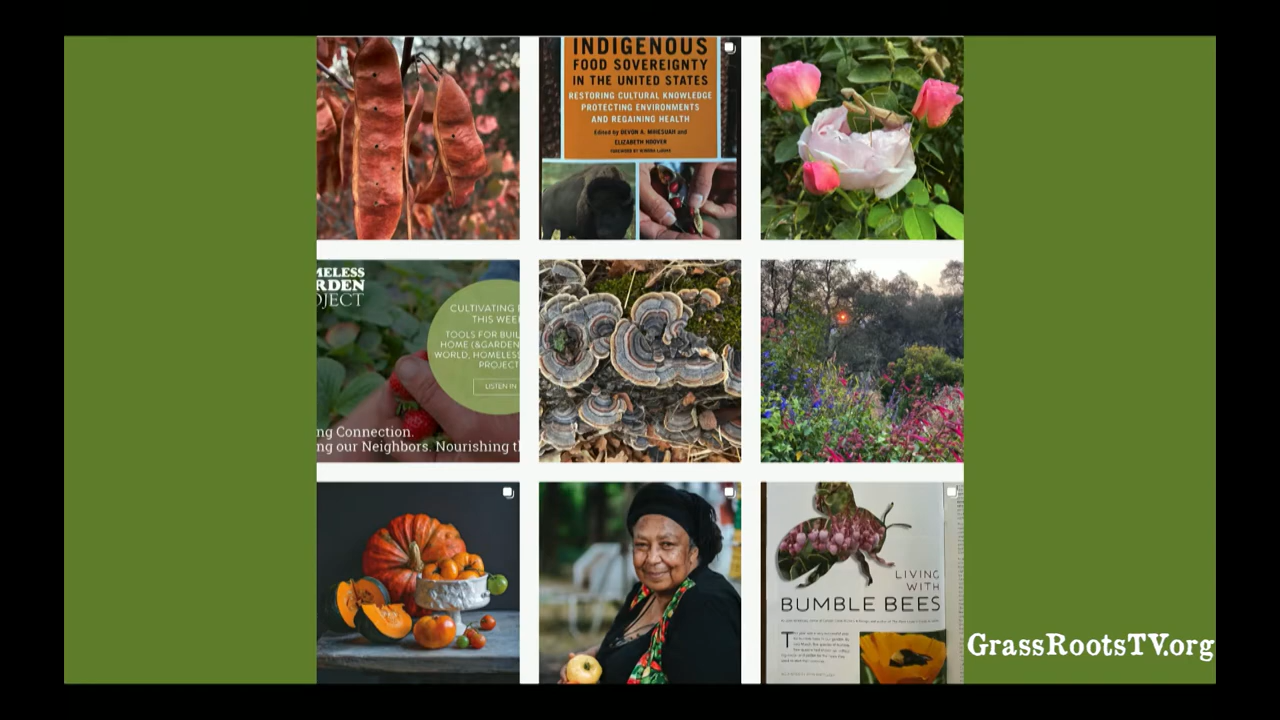 INDIGENOUS
FOOD SOVEREIGNTY
IN THE UNITED STATES
RESTORING CULTURAL KNOWLEDGE
PROTECTING ENVIRONMENTS
AND REGAINING HEALTH
Edited by DEVON A. MIHESUAH and
ELIZABETH HOOVER
MELESS
RDEN
OJECT
CULTIVATING
THIS WEE
TOOLS FOR BUIL
HOME (&GARDEN
WORLD, HOMELESS
PROJECT
LISTEN IN
ng Connection.
ng our Neighbors. Nourishing t
LIVING
WITH
BUMBLE BEES
GrassRootsTV.org